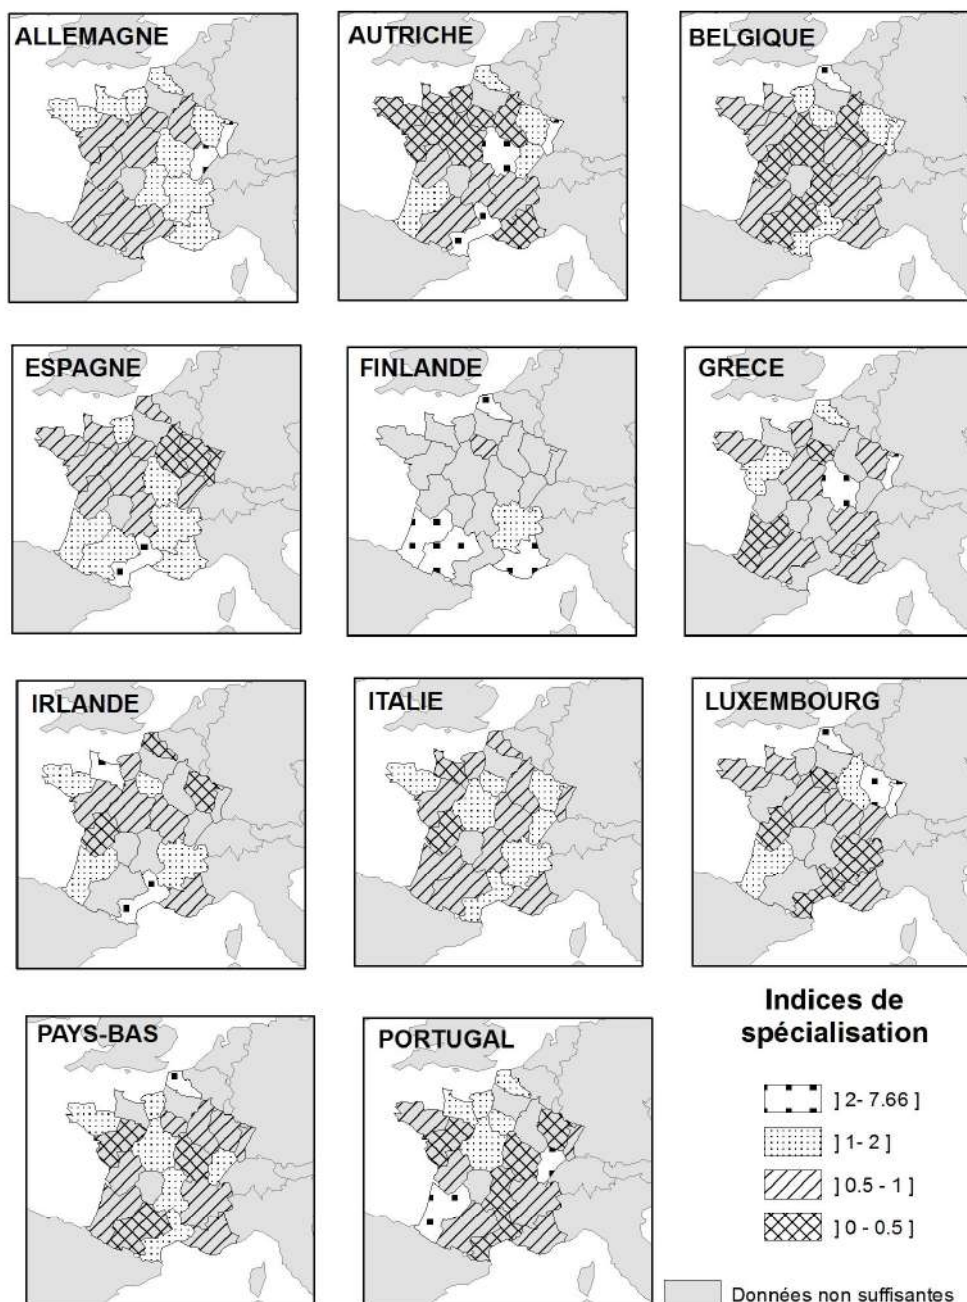 ALLEMAGNE
AUTRICHE
BELGIQUE
ESPAGNE
FINLANDE
GRECE
IRLANDE
ITALIE
LUXEMBOURG
PAYS-BAS
PORTUGAL
Indices de
spécialisation
] 2- 7.66 ]
] 1- 2 ]
] 0.5 - 1 ]
] 0 - 0.5 ]
Données non suffisantes